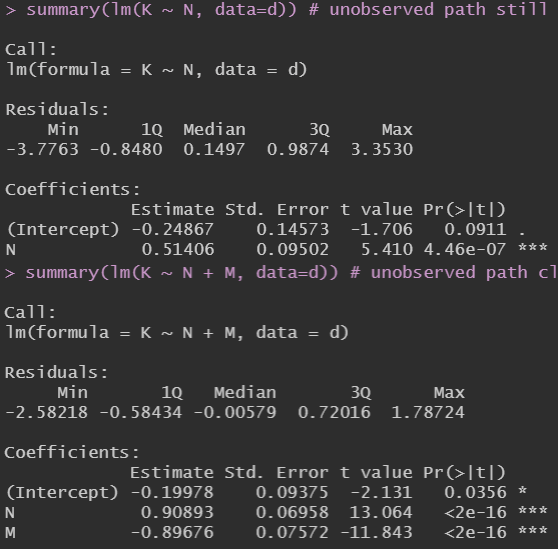 > summary(lm(K ~ N, data=d)) # unobserved path still
Call:
lm(formula = K ~ N, data = d)
Residuals:
    Min      1Q  Median      3Q     Max
-3.7763 -0.8480  0.1497  0.9874  3.3530
Coefficients:
            Estimate Std. Error t value Pr(>|t|)
(Intercept) -0.24867    0.14573  -1.706   0.0911 .
N            0.51406    0.09502   5.410 4.46e-07 ***
> summary(lm(K ~ N + M, data=d)) # unobserved path cl
Call:
lm(formula = K ~ N + M, data = d)
Residuals:
     Min       1Q   Median       3Q      Max
-2.58218 -0.58434 -0.00579  0.72016  1.78724
Coefficients:
            Estimate Std. Error t value Pr(>|t|)
(Intercept) -0.19978    0.09375  -2.131   0.0356 *
N            0.90893    0.06958  13.064   <2e-16 ***
M           -0.89676    0.07572 -11.843   <2e-16 ***